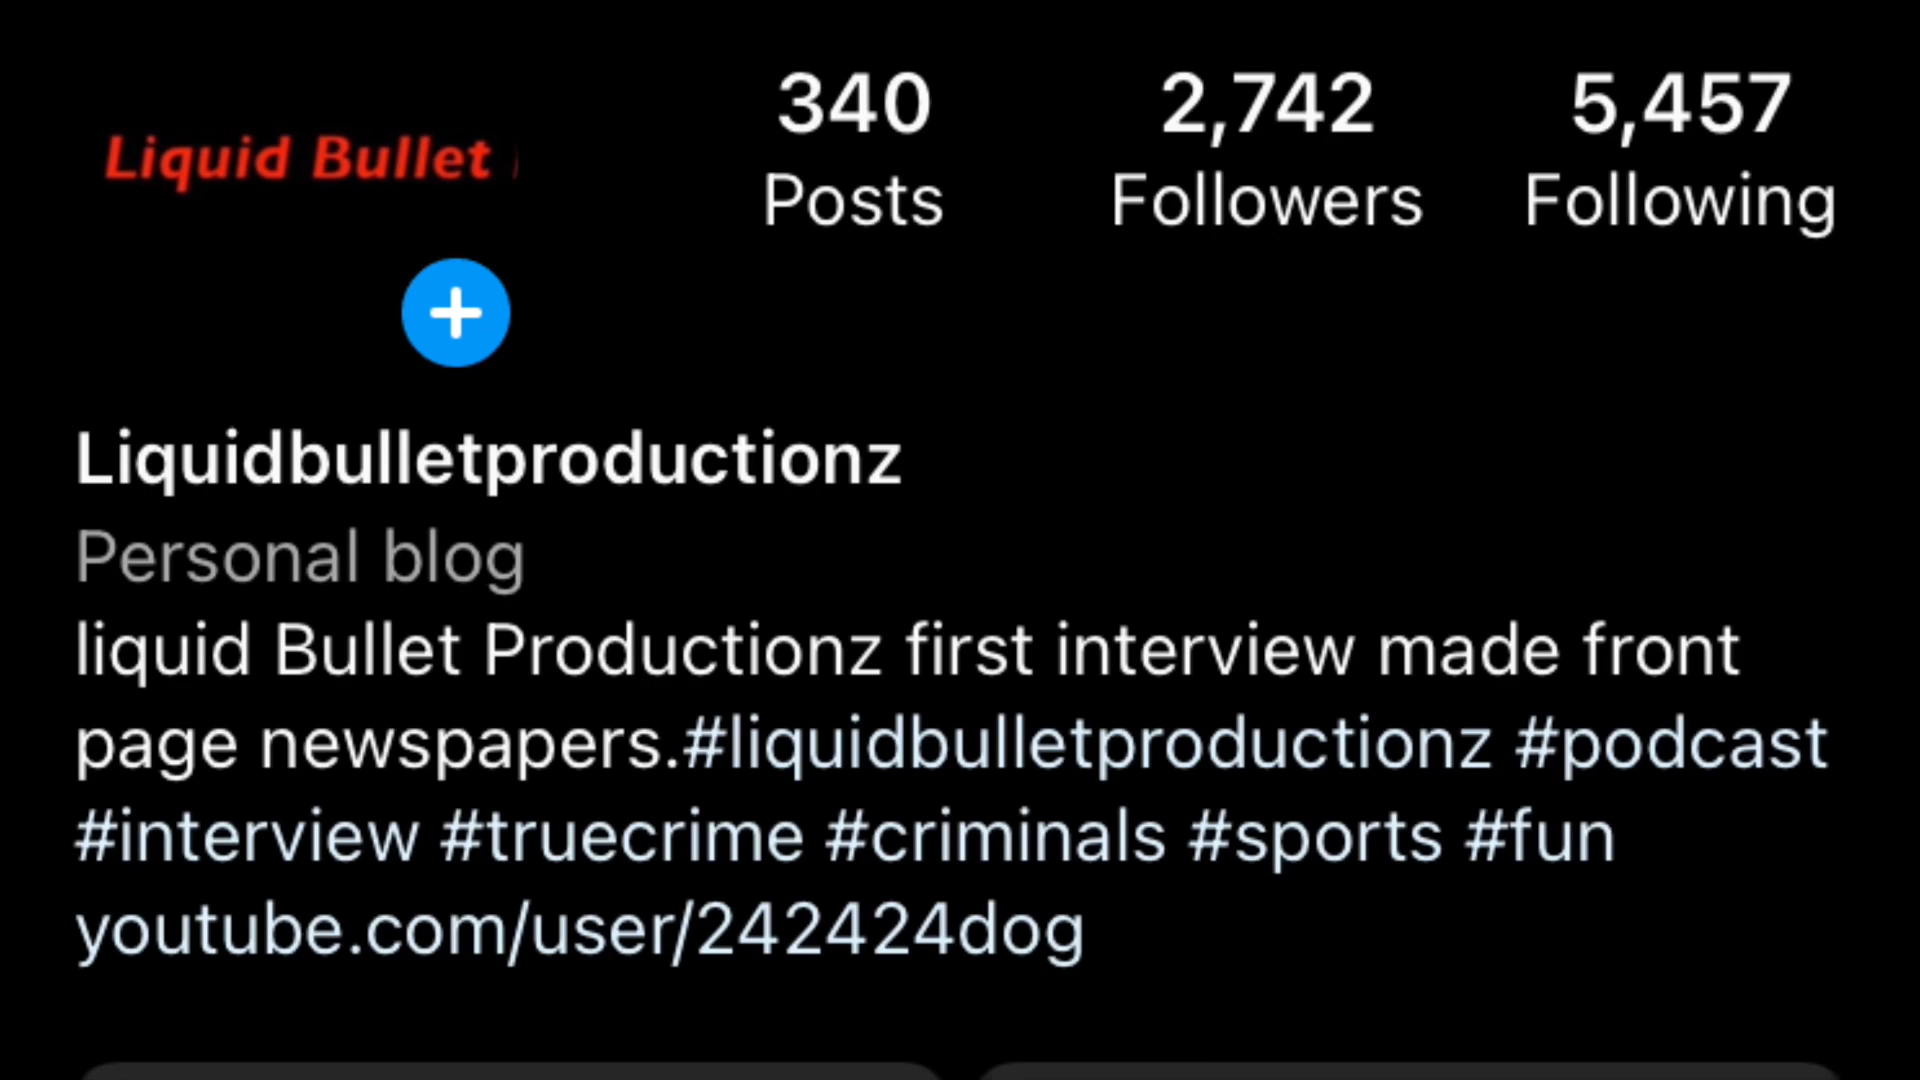 Liquid Bullet
340 2,742 5,457
Posts Followers Following
Liquidbulletproductionz
Personal blog
liquid Bullet Productionz first interview made front
page newspapers.#liquidbulletproductionz #podcast
#interview #truecrime #criminals #sports #fun
youtube.com/user/242424dog